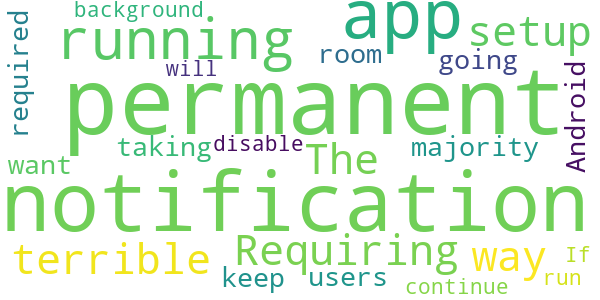 background
app
running
setup
required
room
going
will
permanent
Android
taking
disable
The
majority
want
notification
terrible
Requiring
way
If
keep
users
run
continue